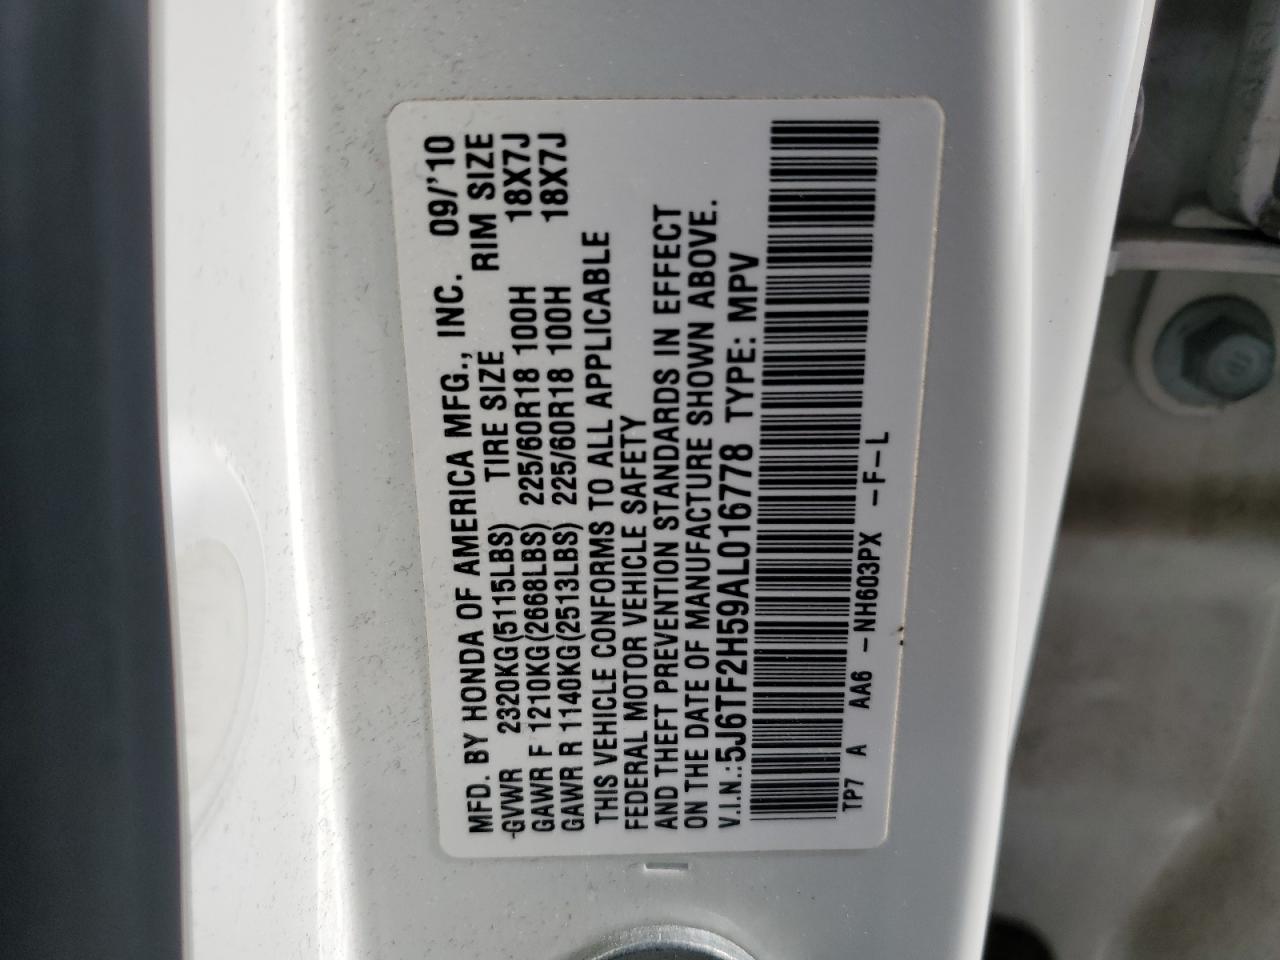 MFD. BY HONDA OF AMERICA MFG., INC. 09/'10
GVWR 2320KG(5115LBS) TIRE SIZE RIM SIZE
GAWR F 1210KG(2668LBS) 225/60R18 100H 18X7J
GAWR R 1140KG(2513LBS) 225/60R18 100H 18X7J
THIS VEHICLE CONFORMS TO ALL APPLICABLE
FEDERAL MOTOR VEHICLE SAFETY
AND THEFT PREVENTION STANDARDS IN EFFECT
ON THE DATE OF MANUFACTURE SHOWN ABOVE.
V.I.N.:5J6TF2H59AL016778 TYPE: MPV
TP7 A AA6 -NH603PX -F-L